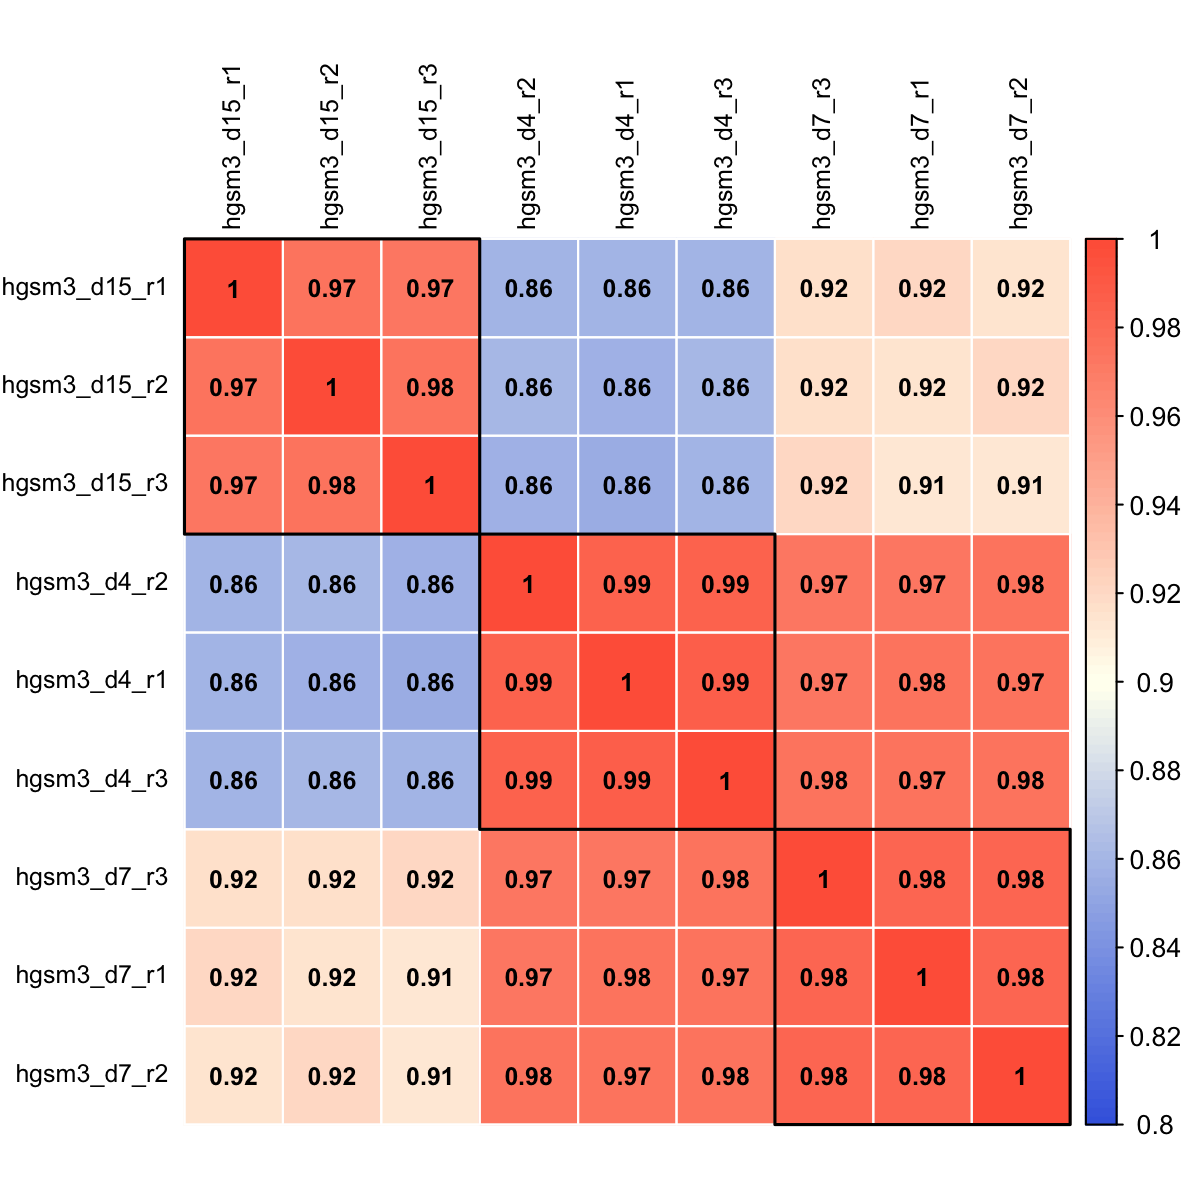 hgsm3_d15_r1
hgsm3_d15_r2
hgsm3_d15_r3
hgsm3_d4_r2
hgsm3_d4_r1
hgsm3_d4_r3
hgsm3_d7_r3
hgsm3_d7_r1
hgsm3_d7_r2
hgsm3_d15_r1 1 0.97 0.97 0.86 0.86 0.86 0.92 0.92 0.92
hgsm3_d15_r2 0.97 1 0.98 0.86 0.86 0.86 0.92 0.92 0.92
hgsm3_d15_r3 0.97 0.98 1 0.86 0.86 0.86 0.92 0.91 0.91
hgsm3_d4_r2 0.86 0.86 0.86 1 0.99 0.99 0.97 0.97 0.98
hgsm3_d4_r1 0.86 0.86 0.86 0.99 1 0.99 0.97 0.98 0.97
hgsm3_d4_r3 0.86 0.86 0.86 0.99 0.99 1 0.98 0.97 0.98
hgsm3_d7_r3 0.92 0.92 0.92 0.97 0.97 0.98 1 0.98 0.98
hgsm3_d7_r1 0.92 0.92 0.91 0.97 0.98 0.97 0.98 1 0.98
hgsm3_d7_r2 0.92 0.92 0.91 0.98 0.97 0.98 0.98 0.98 1
1
0.98
0.96
0.94
0.92
0.9
0.88
0.86
0.84
0.82
0.8